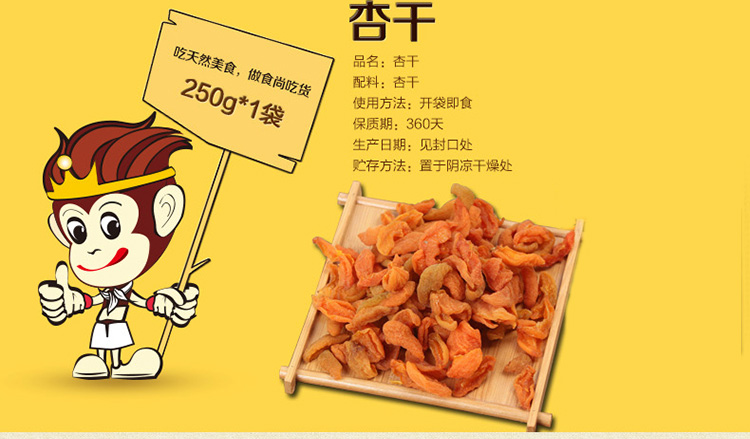 杏干
吃天然美食，做食尚吃货
250g*1袋
品名：杏干
配料：杏干
使用方法：开袋即食
保质期：360天
生产日期：见封口处
贮存方法：置于阴凉干燥处